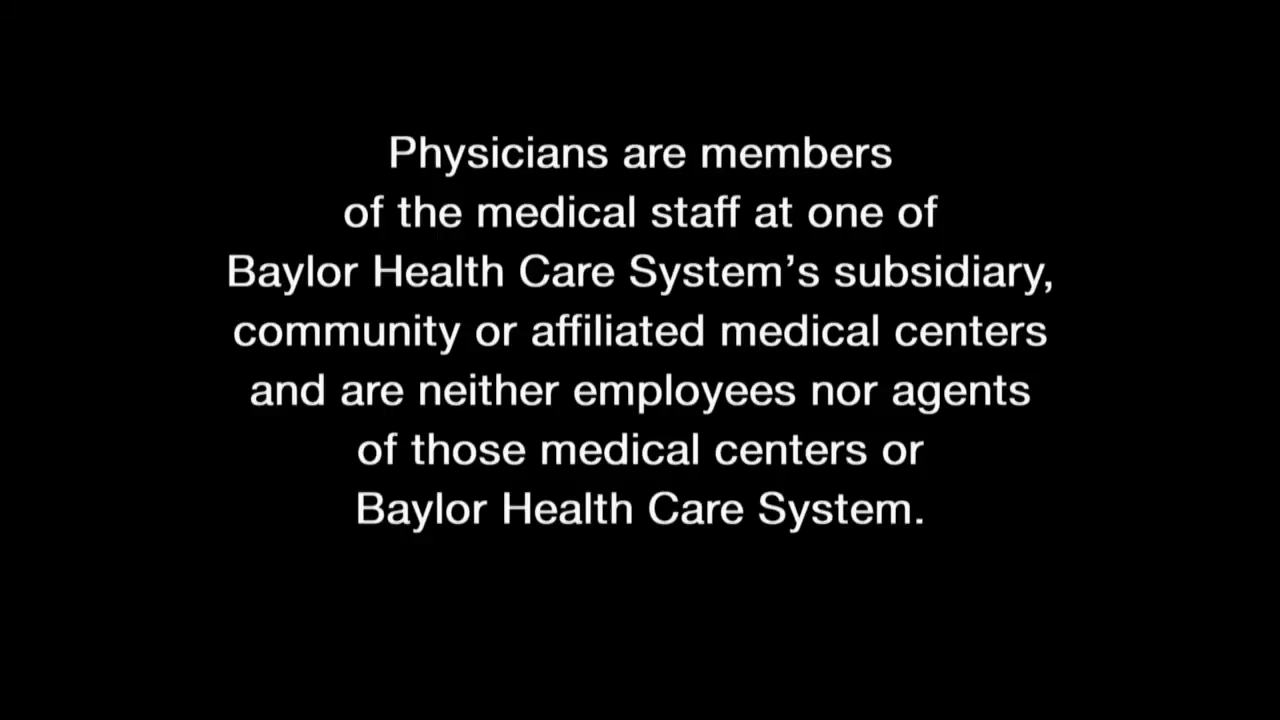 Physicians are members
of the medical staff at one of
Baylor Health Care System’s subsidiary,
community or affiliated medical centers
and are neither employees nor agents
of those medical centers or
Baylor Health Care System.